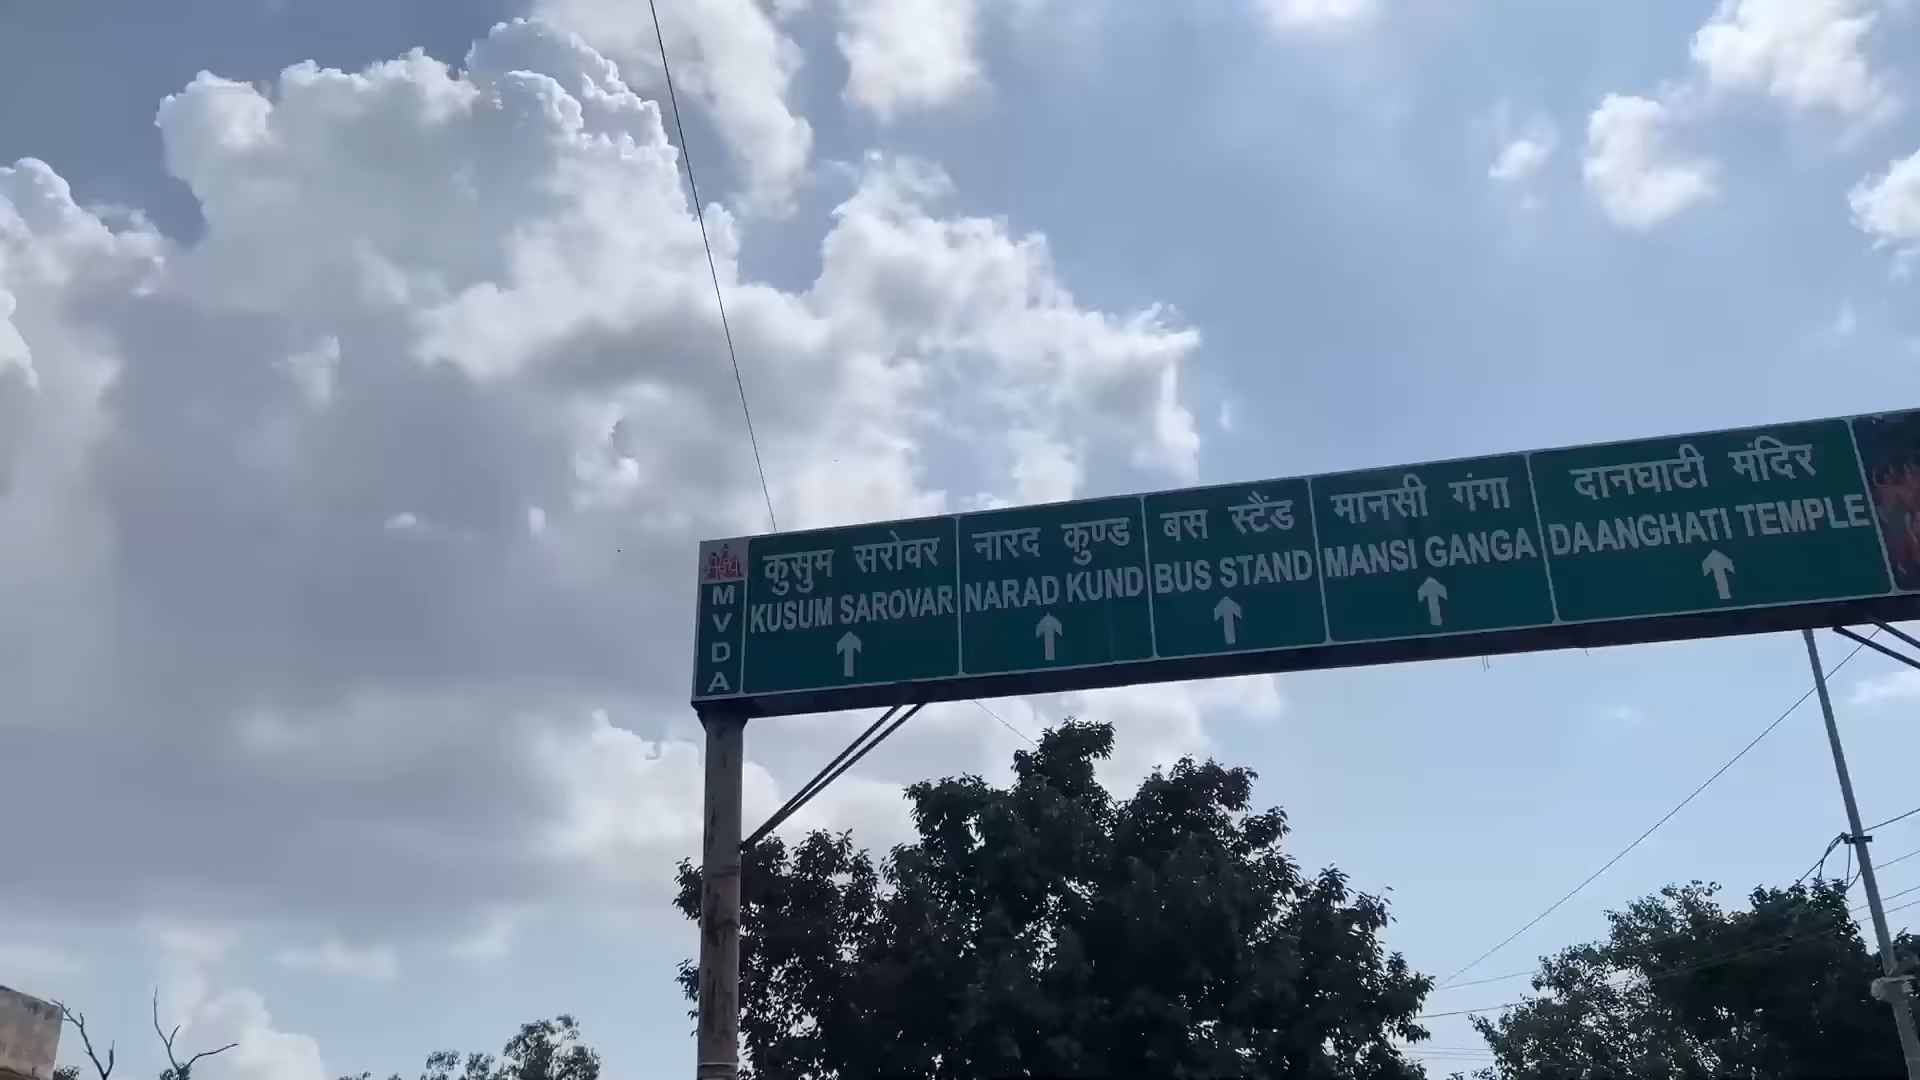 MVDA
कुसुम सरोवर
KUSUM SAROVAR
नारद कुण्ड
NARAD KUND
बस स्टैंड
BUS STAND
मानसी गंगा
MANSI GANGA
दानघाटी मंदिर
DAANGHATI TEMPLE